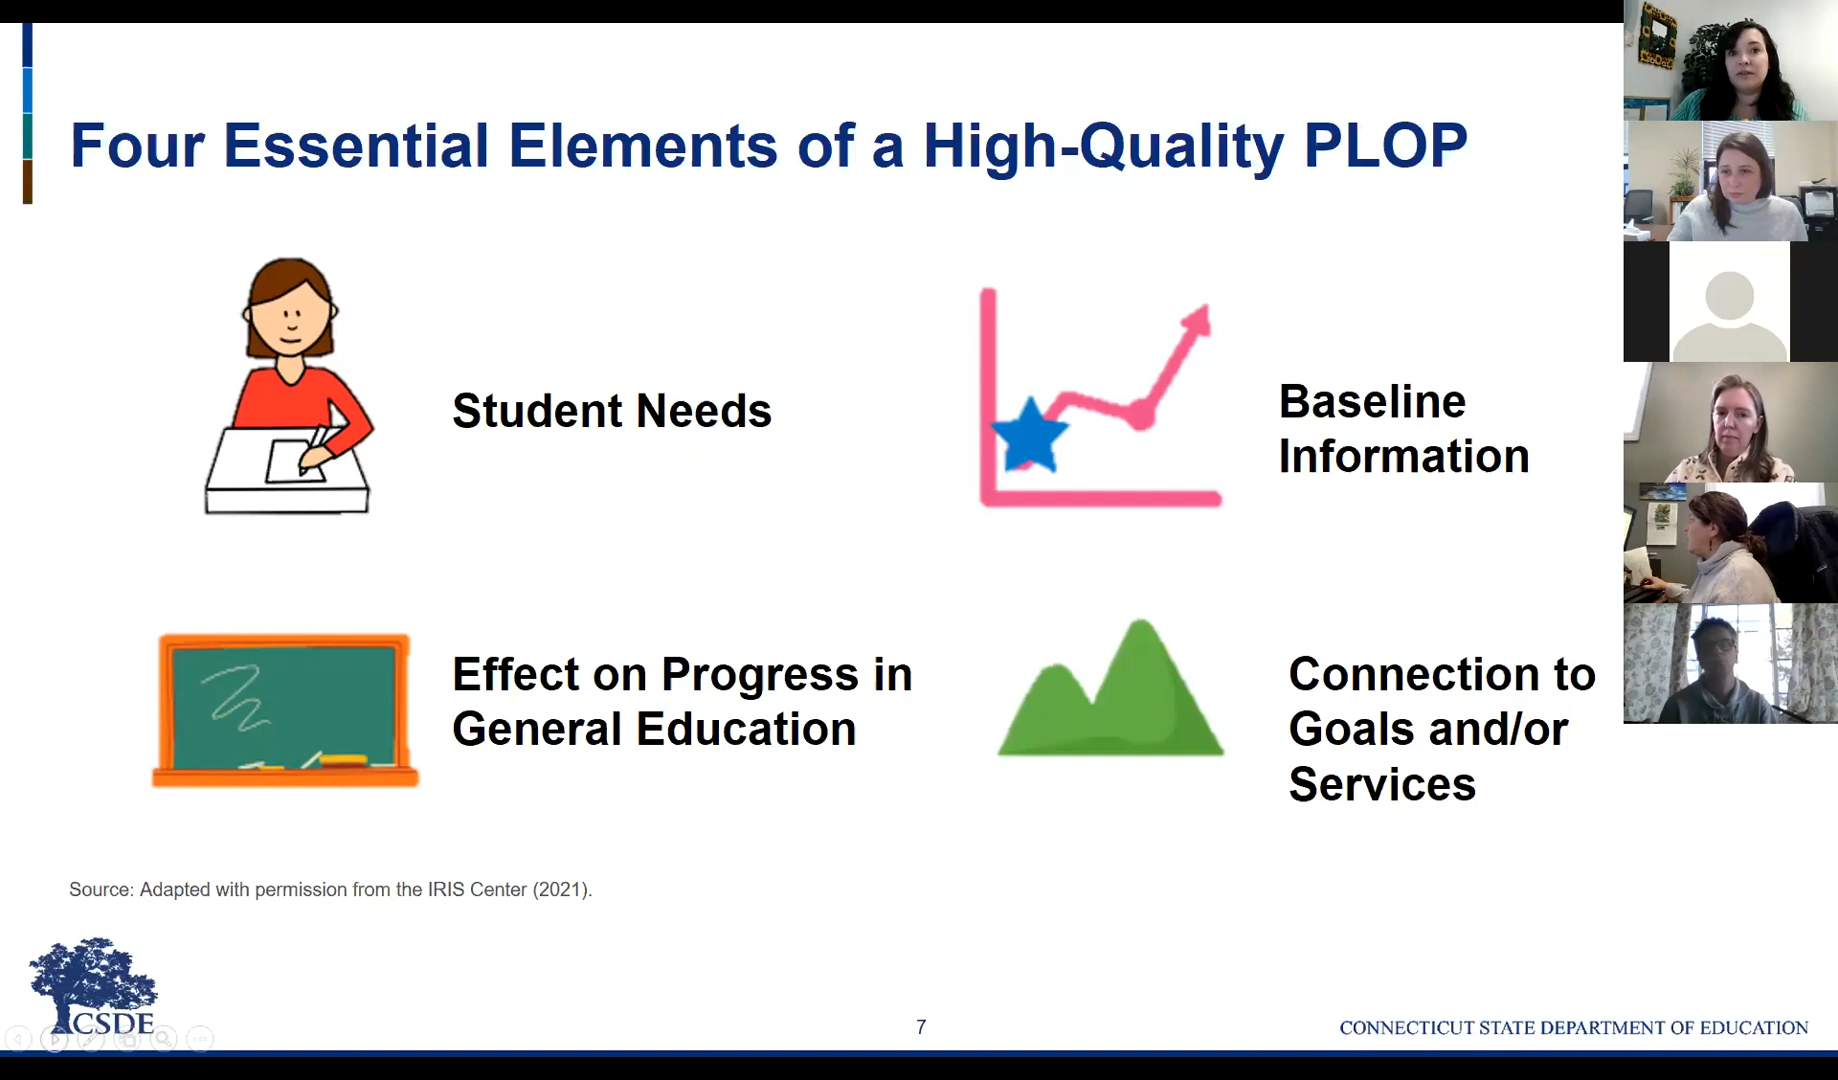 Four Essential Elements of a High-Quality PLOP
Student Needs
Baseline
Information
Effect on Progress in
General Education
Connection to
Goals and/or
Services
Source: Adapted with permission from the IRIS Center (2021).
CSDE
7
CONNECTICUT STATE DEPARTMENT OF EDUCATION